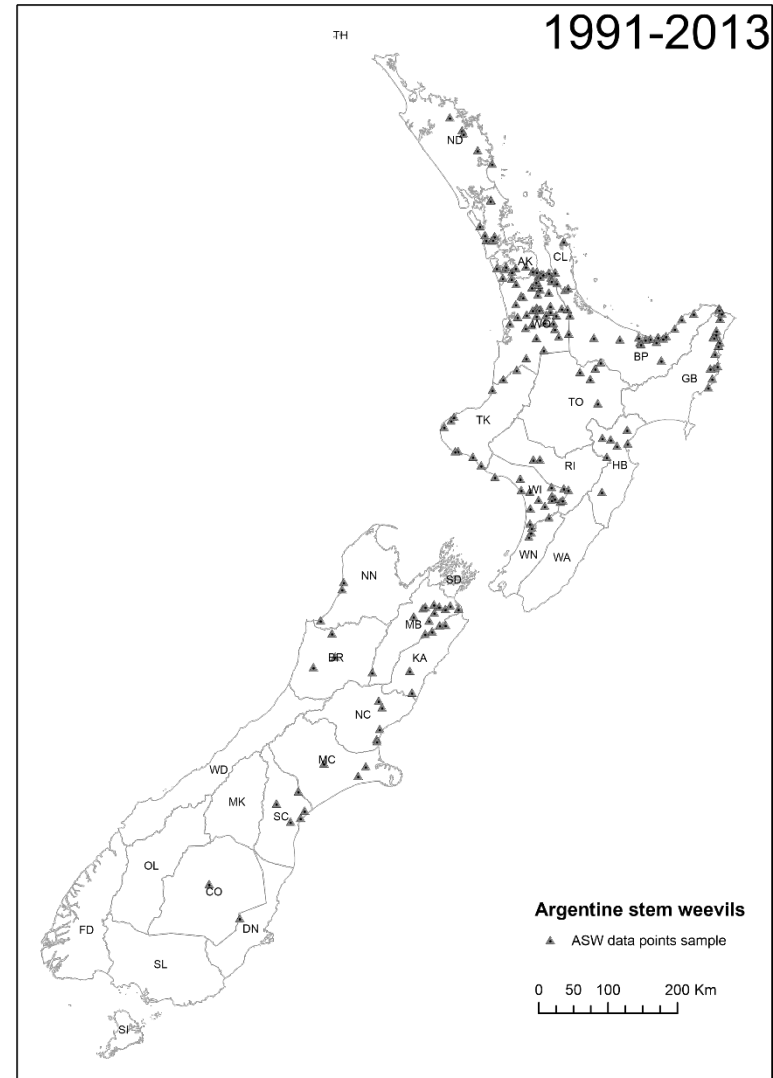 1991-2013
TH
ND
AK
CL
WO
BP
GB
TO
TK
RI
HB
WI
WN
WA
NN
SD
MB
BR
KA
NC
MC
WD
MK
SC
OL
CO
FD
DN
SL
SI
Argentine stem weevils
ASW data points sample
0 50 100 200 Km